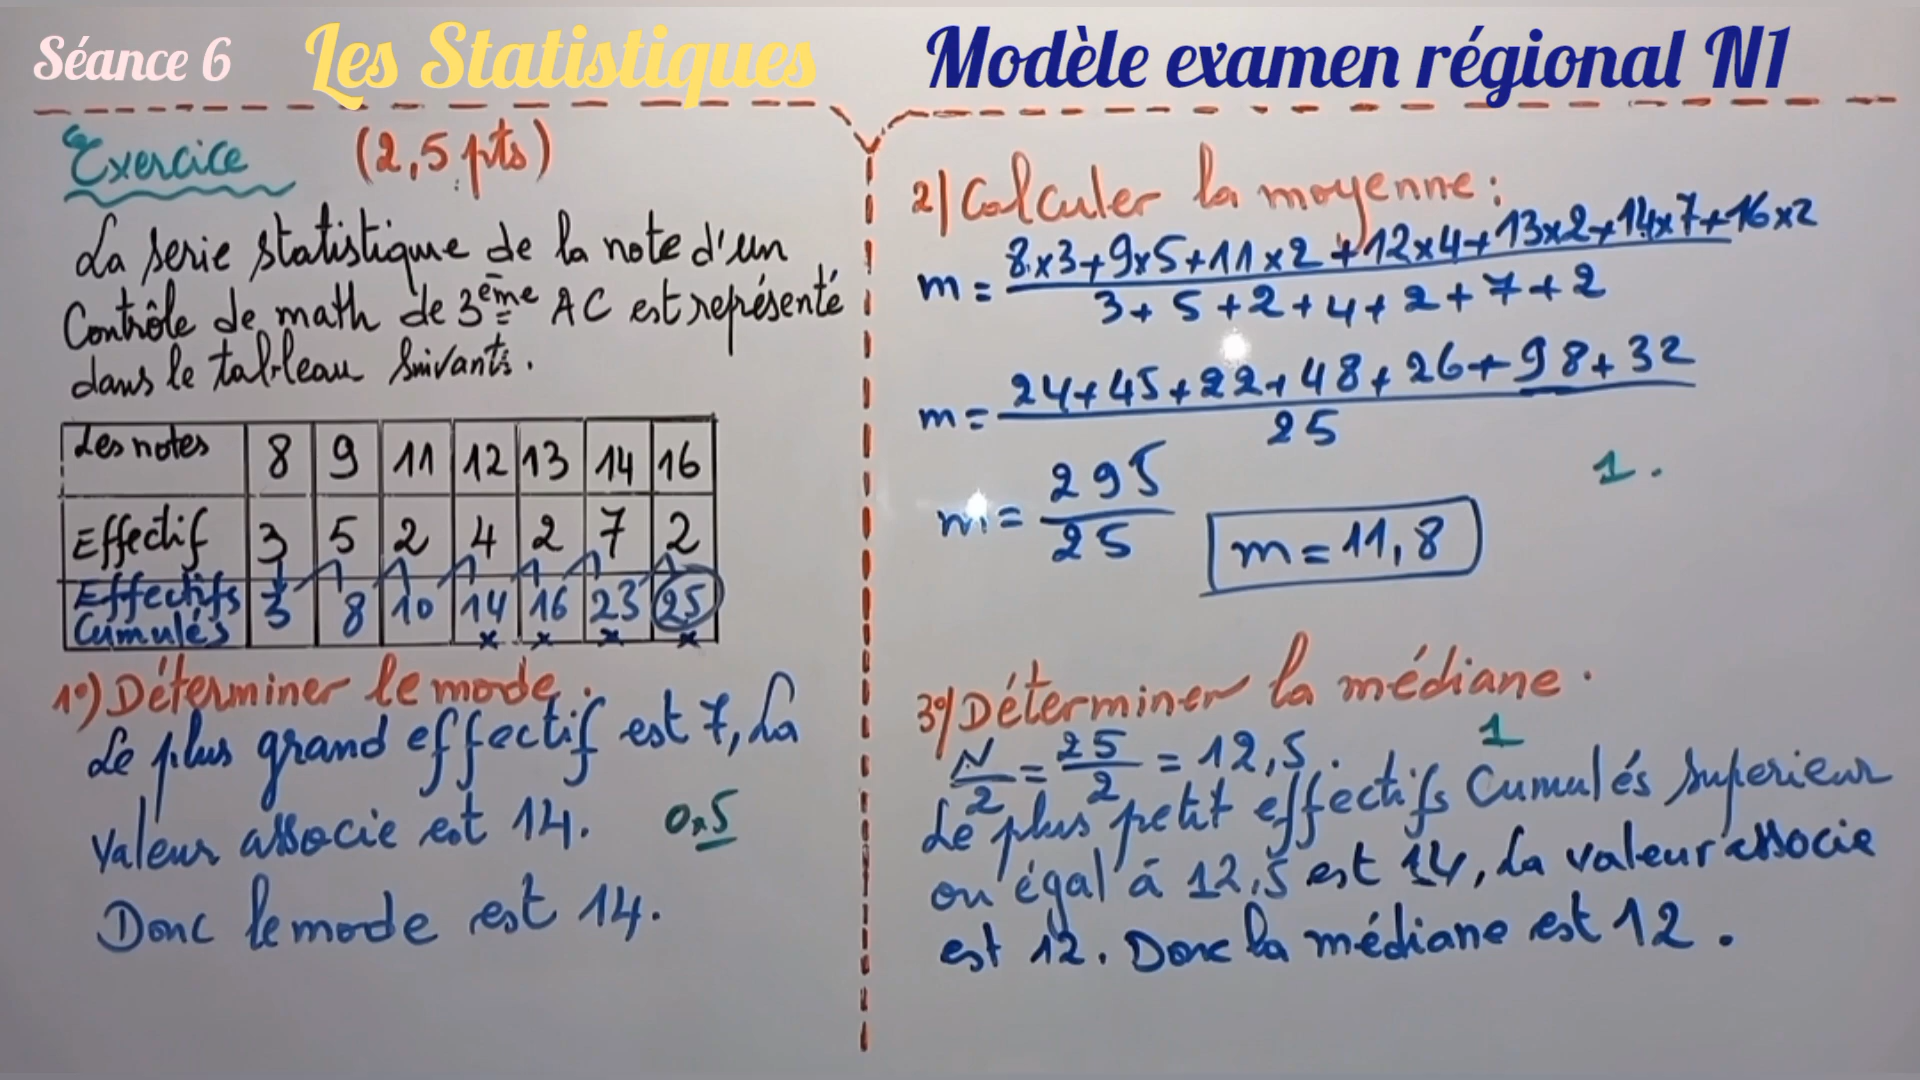 Séance 6
Les Statistiques
Modèle examen régional N1
Exercice (2,5 pts)
La serie statistique de la note d'un
Contrôle de math de 3ème AC est représenté
dans le tableau suivants.
Les notes 8 9 11 12 13 14 16
Effectif 3 5 2 4 2 7 2
Effectifs Cumulés 3 8 10 14 16 23 25
1°) Déterminer le mode.
Le plus grand effectif est 7, La
valeur associe est 14. 0,5
Donc le mode est 14.
2) Calculer la moyenne :
m = (8×3+9×5+11×2+12×4+13×2+14×7+16×2
3+5+2+4+2+7+2
m = 24+45+22+48+26+98+32
25
1.
m = 295
25
m = 11,8
3°) Déterminer la médiane.
1
N/2 = 25/2 = 12,5.
Le plus petit effectifs Cumulés superieur
ou égal à 12,5 est 14, La valeur associe
est 12. Donc la médiane est 12.